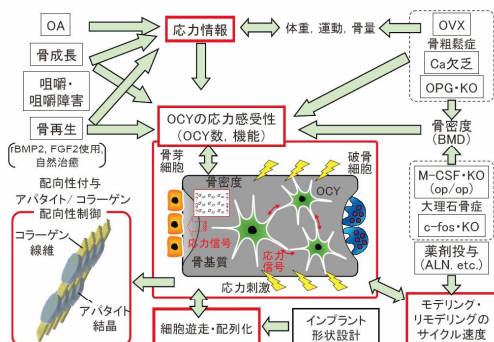 OA
骨成長
咀嚼・
咀嚼障害
骨再生
(rBMP2, FGF2使用,
自然治癒)
応力情報
体重, 運動, 骨量
OVX
骨粗鬆症
Ca欠乏
OPG・KO
骨密度
(BMD)
OCYの応力感受性
(OCY数, 機能)
骨芽
細胞
破骨
細胞
骨密度
OCY
応力信号
応力
信号
骨基質
応力刺激
配向性付与
アパタイト/ コラーゲン
配向性制御
コラーゲン
線維
アパタイト
結晶
M-CSF・KO
(op/op)
大理石骨症
c-fos・KO
薬剤投与
(ALN. etc.)
細胞遊走・配列化
インプラント
形状設計
モデリング・
リモデリングの
サイクル速度